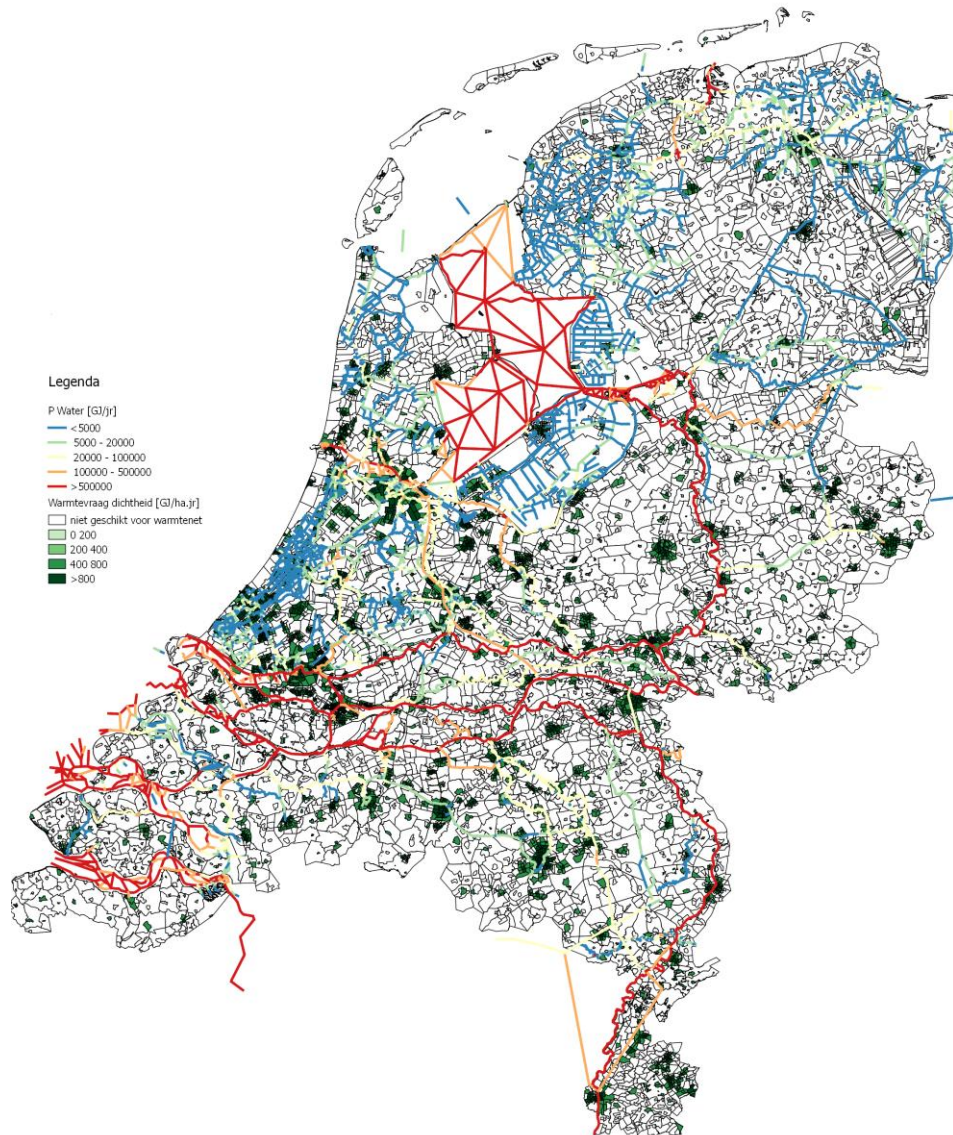 Legenda
P Water [GJ/jr]
<5000
5000 - 20000
20000 - 100000
100000 - 500000
>500000
Warmtevraag dichtheid [GJ/ha.jr]
niet geschikt voor warmtenet
0 200
200 400
400 800
>800